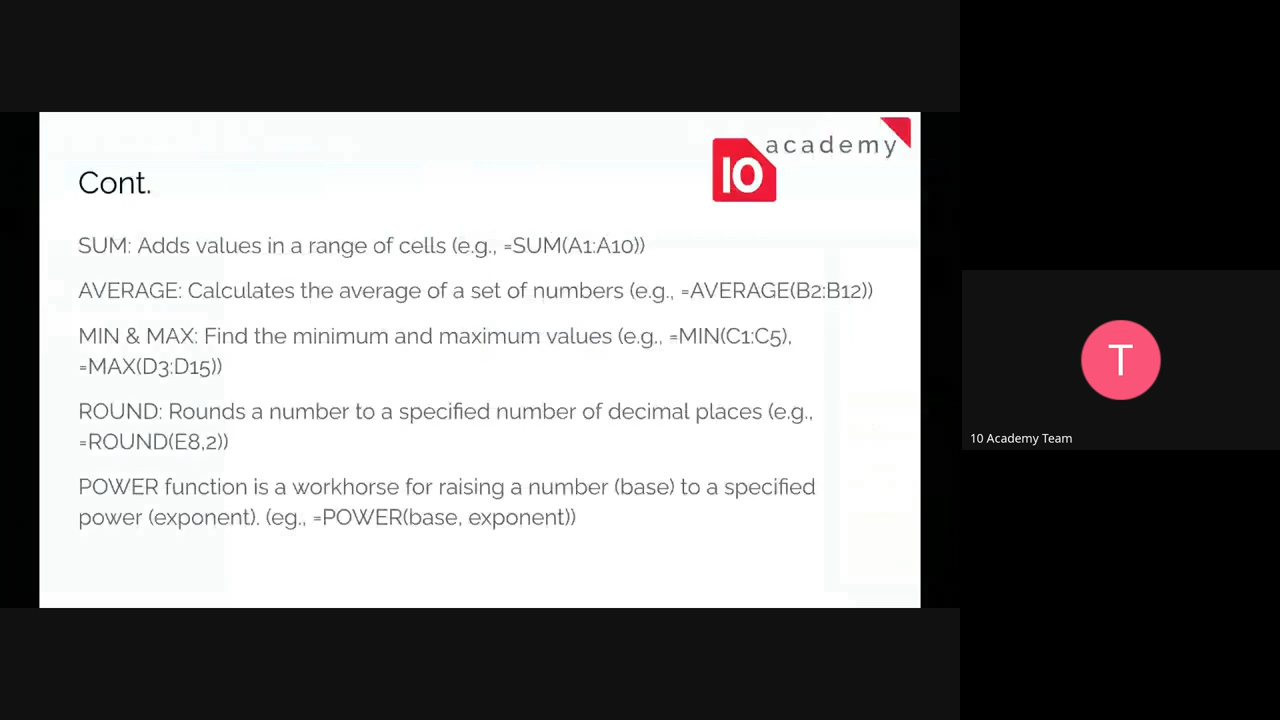 10 academy
Cont.
SUM: Adds values in a range of cells (e.g., =SUM(A1:A10))
AVERAGE: Calculates the average of a set of numbers (e.g., =AVERAGE(B2:B12))
MIN & MAX: Find the minimum and maximum values (e.g., =MIN(C1:C5),
=MAX(D3:D15))
ROUND: Rounds a number to a specified number of decimal places (e.g.,
=ROUND(E8,2))
POWER function is a workhorse for raising a number (base) to a specified
power (exponent). (eg., =POWER(base, exponent))
T
10 Academy Team